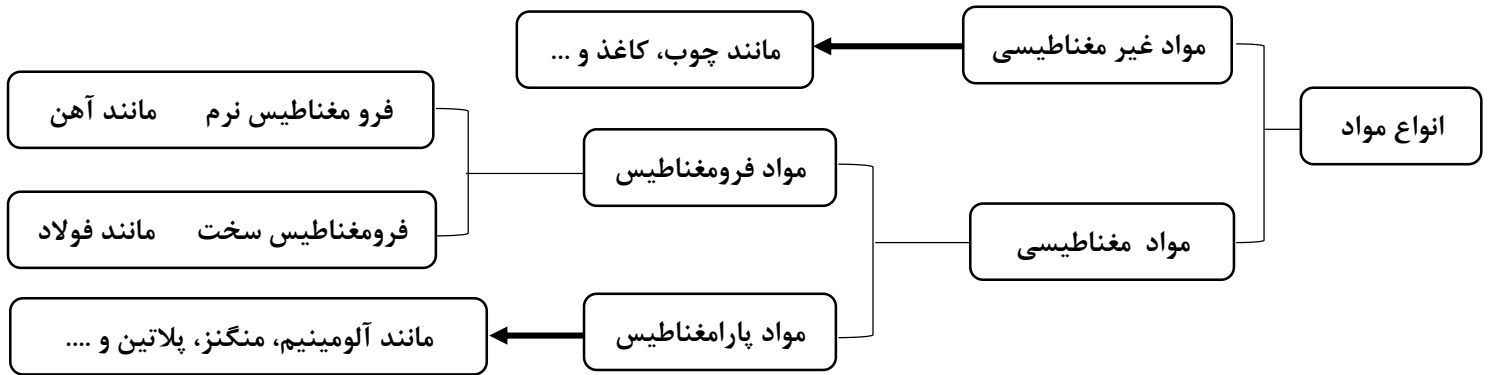 انواع مواد
مواد غیر مغناطیسی
مانند چوب، کاغذ و ...
مواد مغناطیسی
مواد فرومغناطیس
فرو مغناطیس نرم مانند آهن
فرومغناطیس سخت مانند فولاد
مواد پارامغناطیس
مانند آلومینیم، منگنز، پلاتین و ....